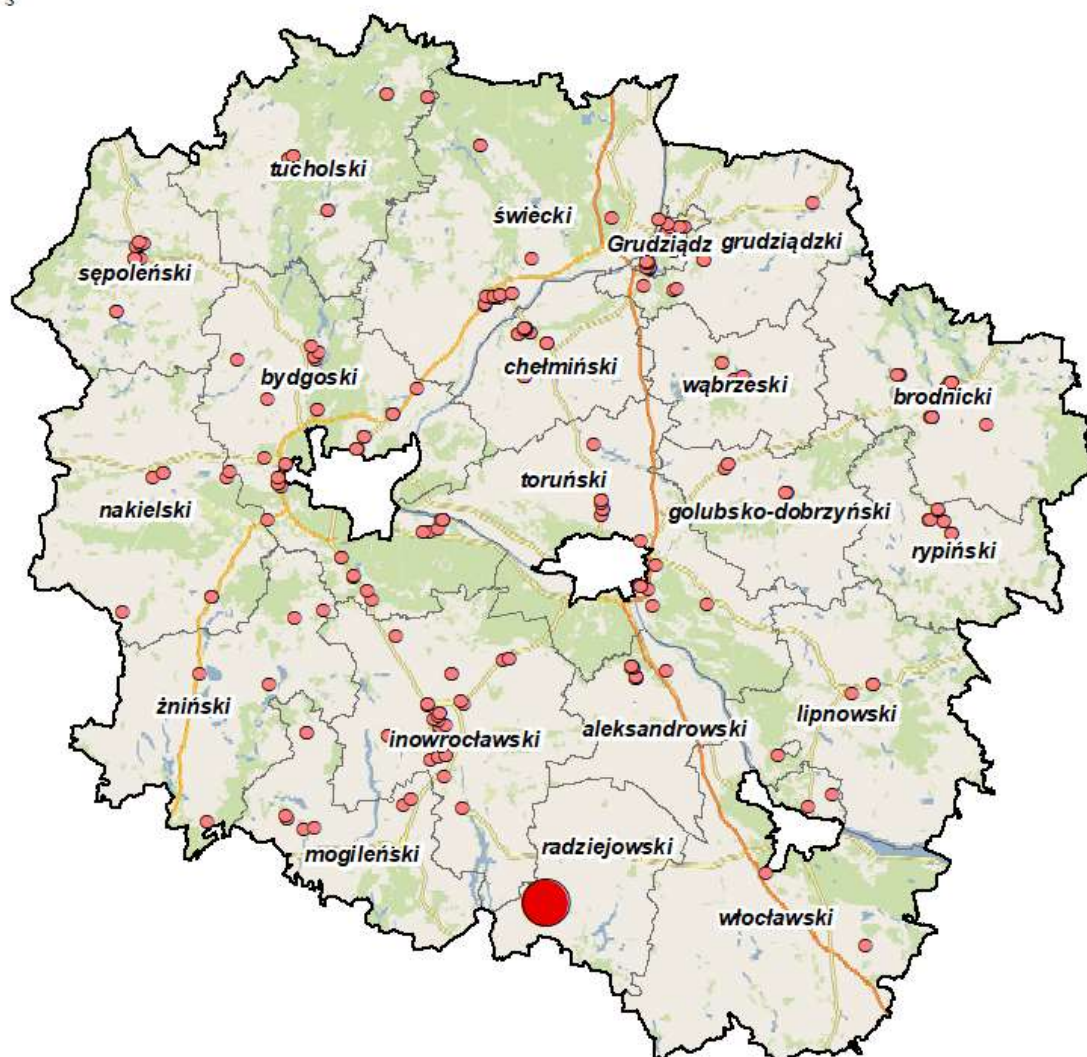 tucholski
świecki
Grudziądz
grudziądzki
sępoleński
chełmiński
bydgoski
wąbrzeski
brodnicki
toruński
nakielski
golubsko-dobrzyński
rypiński
żniński
lipnowski
aleksandrowski
inowrocławski
radziejowski
mogileński
włocławski